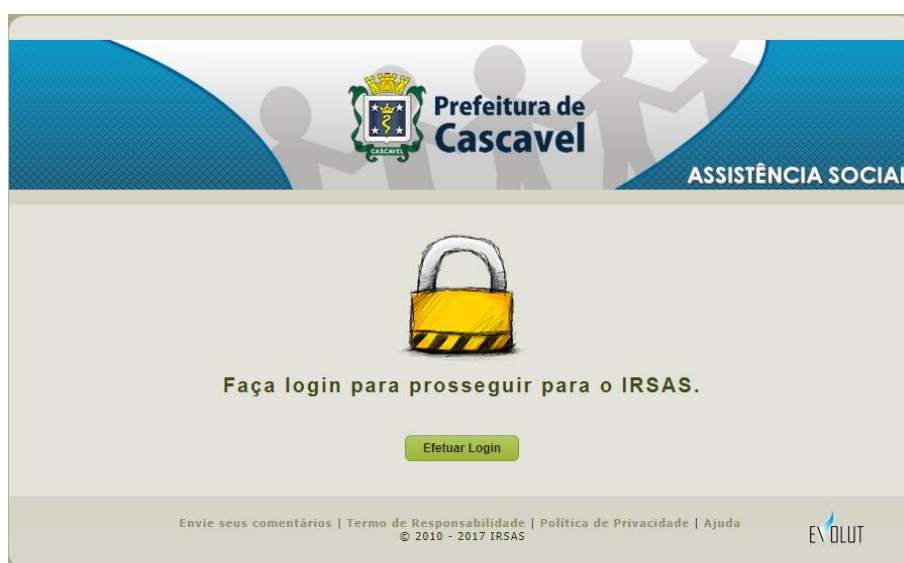 Prefeitura de
Cascavel
CASCAVEL
ASSISTÊNCIA SOCIAL
Faça login para prosseguir para o IRSAS.
Efetuar Login
Envie seus comentários | Termo de Responsabilidade | Política de Privacidade | Ajuda
© 2010 - 2017 IRSAS
EVOLUT